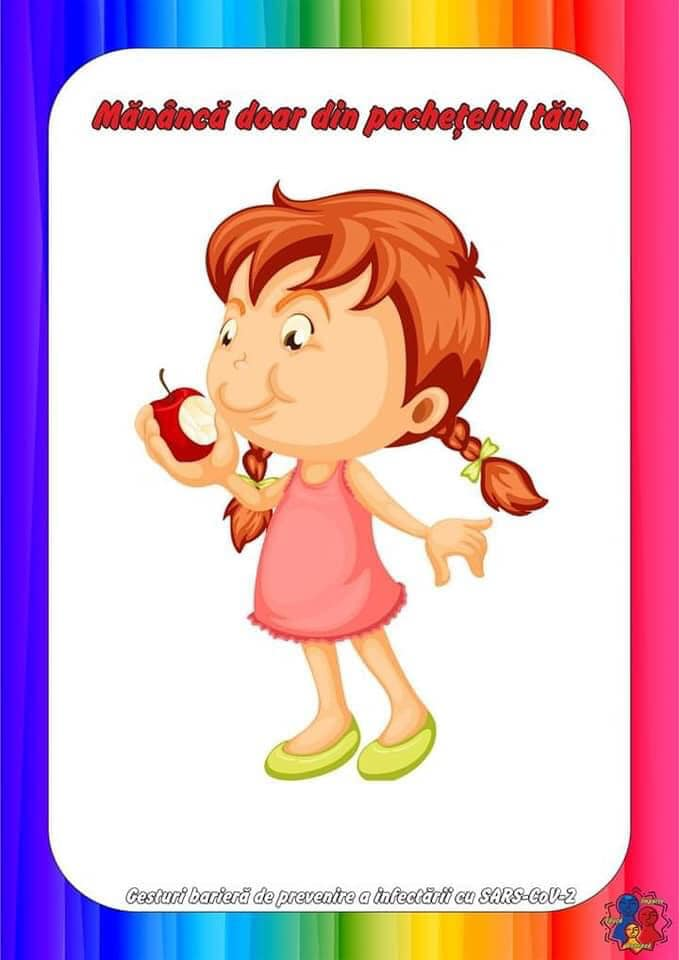 Mănâncă doar din pachețelul tău.
Gesturi barieră de prevenire a infectării cu SARS-CoV-2